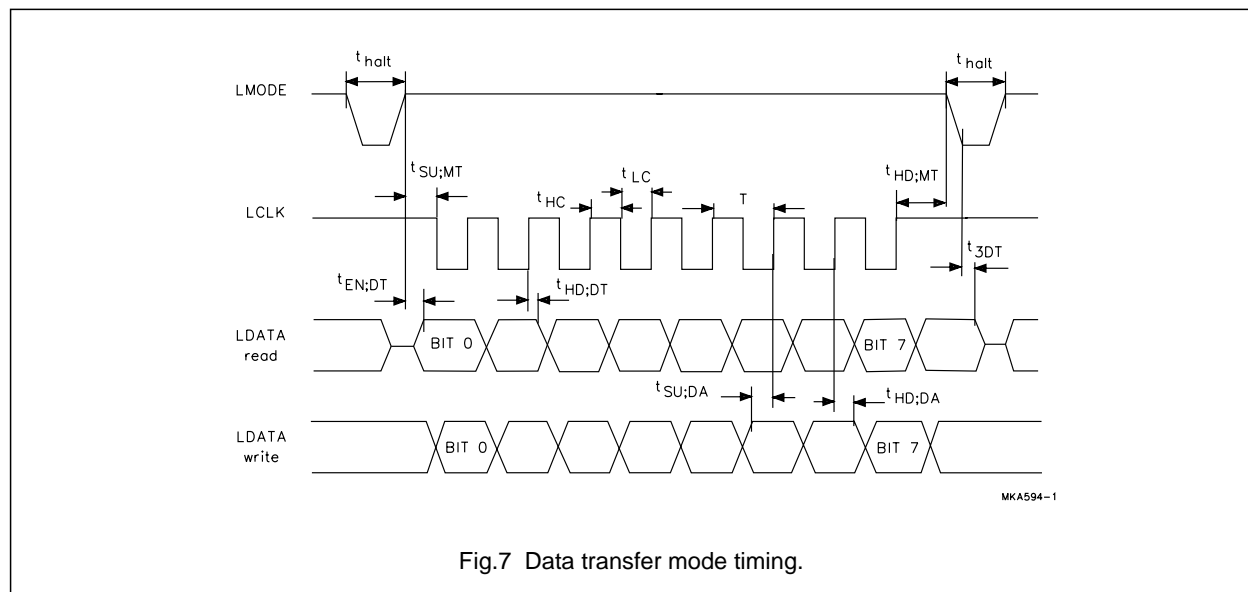 t halt
t halt
LMODE
t SU;MT
t LC
t HD;MT
t HC
T
LCLK
t 3DT
t EN;DT
t HD;DT
LDATA
read
BIT 0
BIT 7
t SU;DA
t HD;DA
LDATA
write
BIT 0
BIT 7
MKA594-1
Fig.7 Data transfer mode timing.